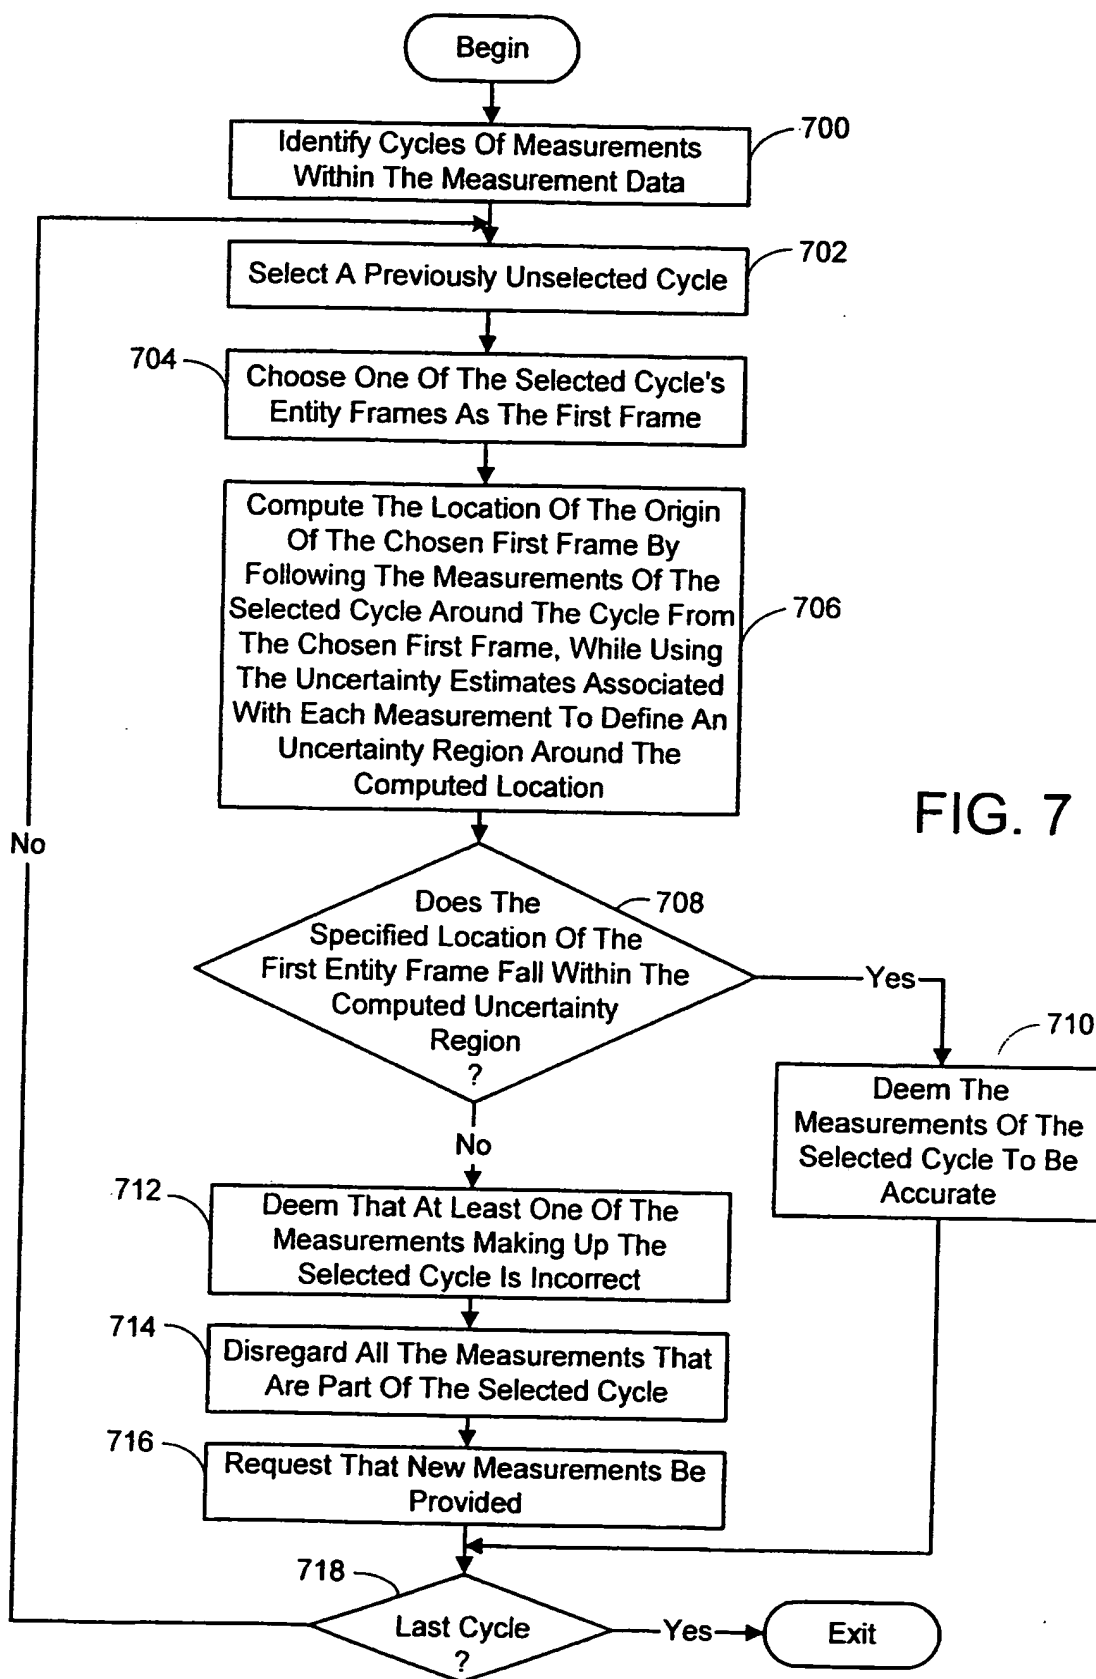 Begin
700
Identify Cycles Of Measurements
Within The Measurement Data
702
Select A Previously Unselected Cycle
704
Choose One Of The Selected Cycle's
Entity Frames As The First Frame
Compute The Location Of The Origin
Of The Chosen First Frame By
Following The Measurements Of The
Selected Cycle Around The Cycle From
The Chosen First Frame, While Using
The Uncertainty Estimates Associated
With Each Measurement To Define An
Uncertainty Region Around The
Computed Location
706
FIG. 7
No
708
Does The
Specified Location Of The
First Entity Frame Fall Within The
Computed Uncertainty
Region
?
Yes
710
Deem The
Measurements Of The
Selected Cycle To Be
Accurate
No
712
Deem That At Least One Of The
Measurements Making Up The
Selected Cycle Is Incorrect
714
Disregard All The Measurements That
Are Part Of The Selected Cycle
716
Request That New Measurements Be
Provided
718
Last Cycle
?
Yes
Exit